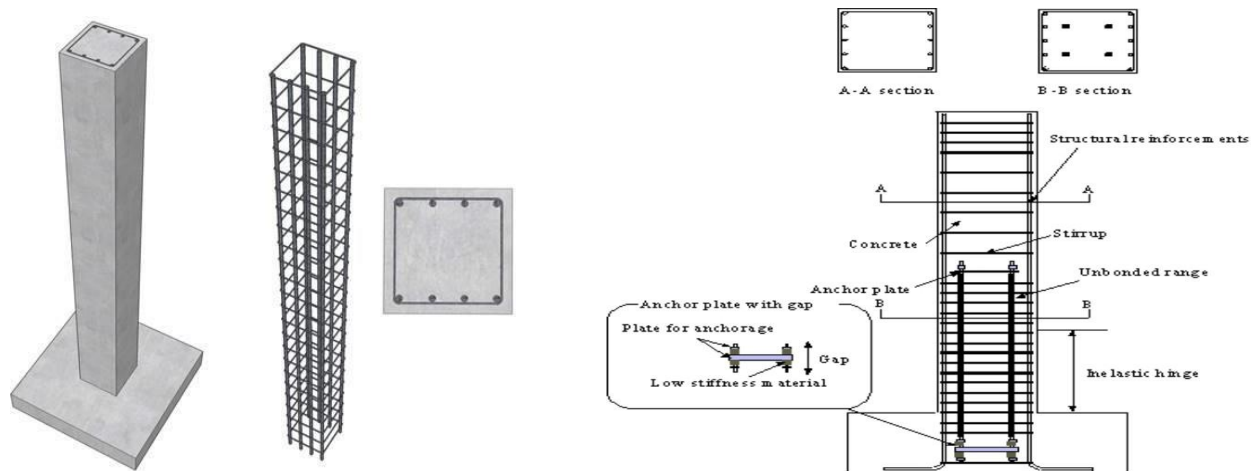 A-A section
B-B section
Structural reinforcements
A
A
Concrete
Stirrup
Anchor plate
Unbonded range
B
B
Anchor plate with gap
Plate for anchorage
Gap
Low stiffness material
Inelastic hinge